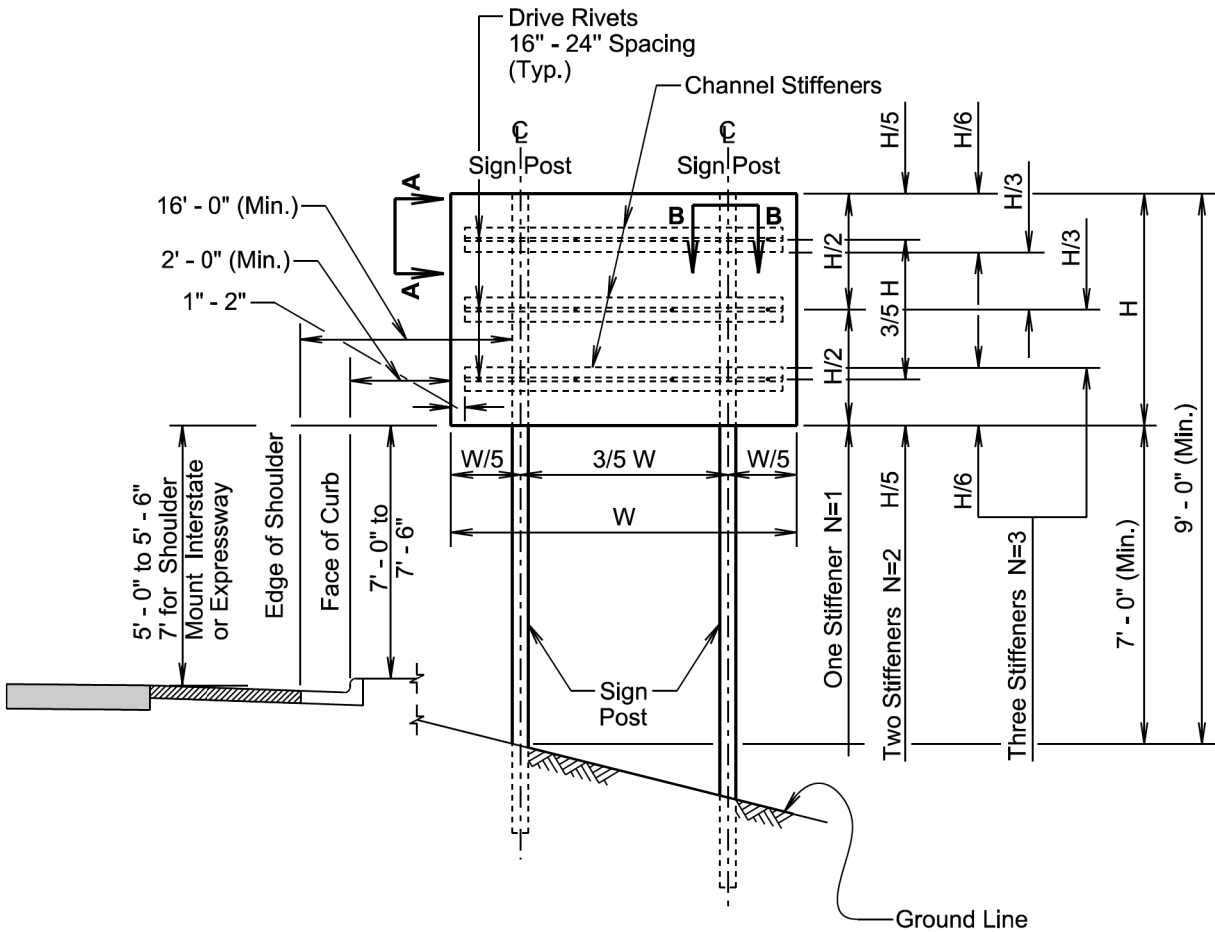 Drive Rivets
16" - 24" Spacing
(Typ.)
Channel Stiffeners
℄
Sign Post
℄
Sign Post
H/5
H/6
H/3
H/3
A
A
B
B
16' - 0" (Min.)
2' - 0" (Min.)
1" - 2"
H/2
3/5 H
H/2
H
W/5
3/5 W
W/5
W
5' - 0" to 5' - 6"
7' for Shoulder
Mount Interstate
or Expressway
Edge of Shoulder
Face of Curb
7' - 0" to
7' - 6"
One Stiffener N=1
H/5
Two Stiffeners N=2
H/6
Three Stiffeners N=3
7' - 0" (Min.)
9' - 0" (Min.)
Sign
Post
Ground Line